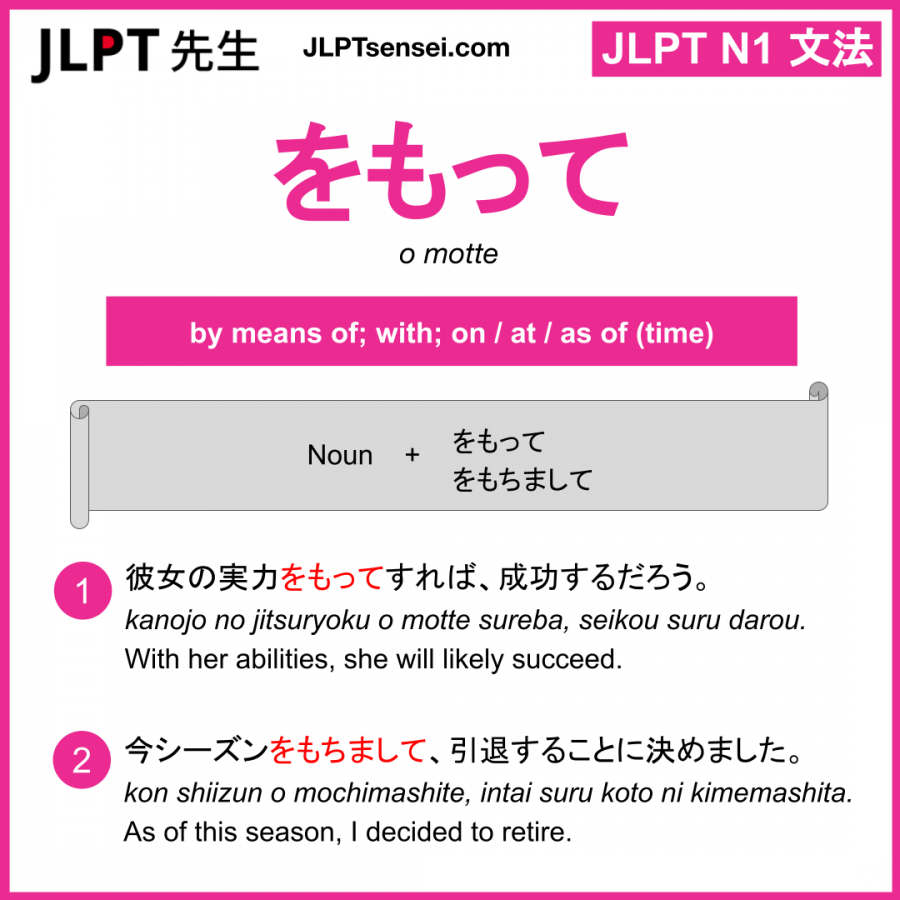 JLPT 先生
JLPTsensei.com
JLPT N1 文法
をもって
o motte
by means of; with; on / at / as of (time)
Noun + をもって
をもちまして
1 彼女の実力をもってすれば、成功するだろう。
kanojo no jitsuryoku o motte sureba, seikou suru darou.
With her abilities, she will likely succeed.
2 今シーズンをもちまして、引退することに決めました。
kon shiizun o mochimashite, intai suru koto ni kimemashita.
As of this season, I decided to retire.